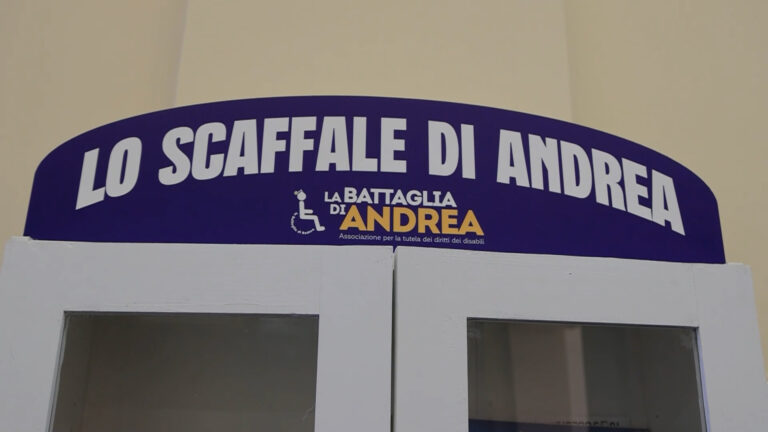 LO SCAFFALE DI ANDREA
LA BATTAGLIA
DI ANDREA
Associazione per la tutela dei diritti dei disabili